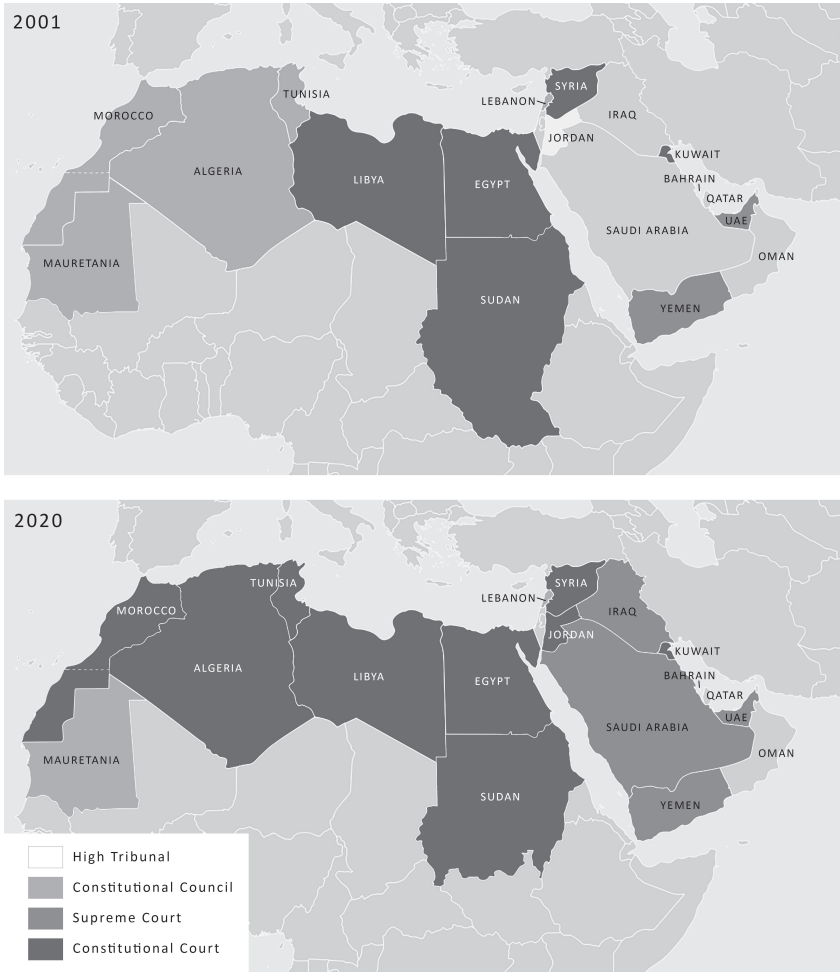 2001
TUNISIA
SYRIA
LEBANON
MOROCCO
IRAQ
JORDAN
KUWAIT
ALGERIA
LIBYA
EGYPT
BAHRAIN
QATAR
UAE
SAUDI ARABIA
OMAN
MAURETANIA
SUDAN
YEMEN
2020
TUNISIA
SYRIA
LEBANON
MOROCCO
IRAQ
JORDAN
KUWAIT
ALGERIA
LIBYA
EGYPT
BAHRAIN
QATAR
UAE
SAUDI ARABIA
OMAN
MAURETANIA
SUDAN
YEMEN
High Tribunal
Constitutional Council
Supreme Court
Constitutional Court